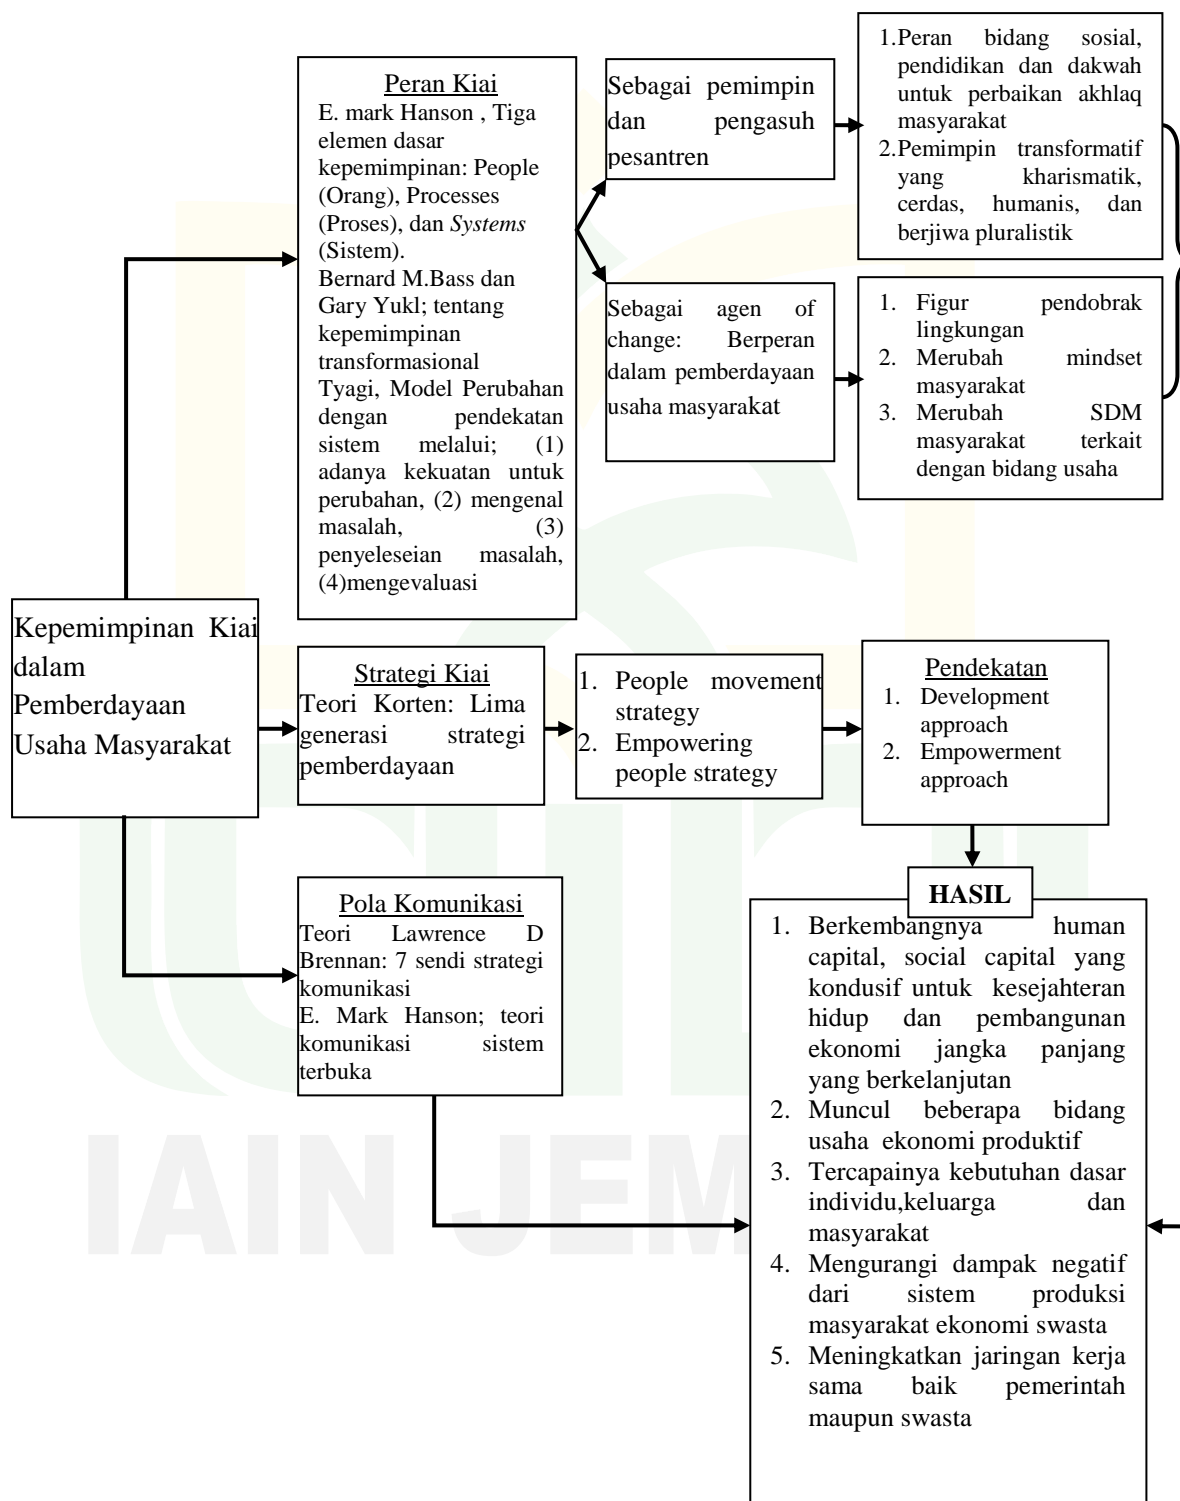 Peran Kiai
E. mark Hanson , Tiga
elemen dasar
kepemimpinan: People
(Orang), Processes
(Proses), dan Systems
(Sistem).
Bernard M.Bass dan
Gary Yukl; tentang
kepemimpinan
transformasional
Tyagi, Model Perubahan
dengan pendekatan
sistem melalui; (1)
adanya kekuatan untuk
perubahan, (2) mengenal
masalah, (3)
penyeleseian masalah,
(4)mengevaluasi
Sebagai pemimpin
dan pengasuh
pesantren
1.Peran bidang sosial,
pendidikan dan dakwah
untuk perbaikan akhlaq
masyarakat
2.Pemimpin transformatif
yang kharismatik,
cerdas, humanis, dan
berjiwa pluralistik
Sebagai agen of
change: Berperan
dalam pemberdayaan
usaha masyarakat
1. Figur pendobrak
lingkungan
2. Merubah mindset
masyarakat
3. Merubah SDM
masyarakat terkait
dengan bidang usaha
Kepemimpinan Kiai
dalam
Pemberdayaan
Usaha Masyarakat
Strategi Kiai
Teori Korten: Lima
generasi strategi
pemberdayaan
1. People movement
strategy
2. Empowering
people strategy
Pendekatan
1. Development
approach
2. Empowerment
approach
Pola Komunikasi
Teori Lawrence D
Brennan: 7 sendi strategi
komunikasi
E. Mark Hanson; teori
komunikasi sistem
terbuka
HASIL
1. Berkembangnya human
capital, social capital yang
kondusif untuk kesejahteran
hidup dan pembangunan
ekonomi jangka panjang
yang berkelanjutan
2. Muncul beberapa bidang
usaha ekonomi produktif
3. Tercapainya kebutuhan dasar
individu,keluarga dan
masyarakat
4. Mengurangi dampak negatif
dari sistem produksi
masyarakat ekonomi swasta
5. Meningkatkan jaringan kerja
sama baik pemerintah
maupun swasta
IAIN JEM